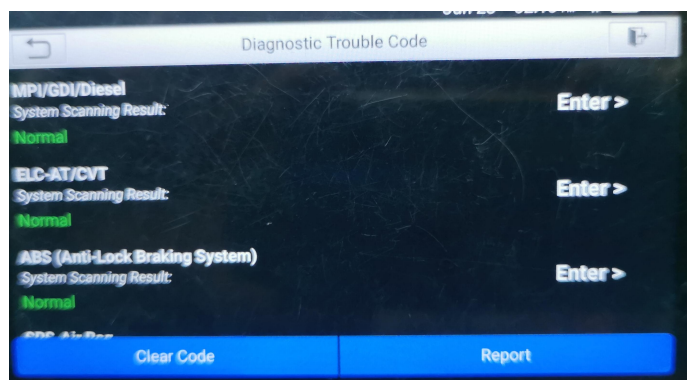 Diagnostic Trouble Code
MPI/GDI/Diesel
System Scanning Result:
Enter >
Normal
ELC-AT/CVT
System Scanning Result:
Enter >
Normal
ABS (Anti-Lock Braking System)
System Scanning Result:
Enter >
Normal
Clear Code
Report